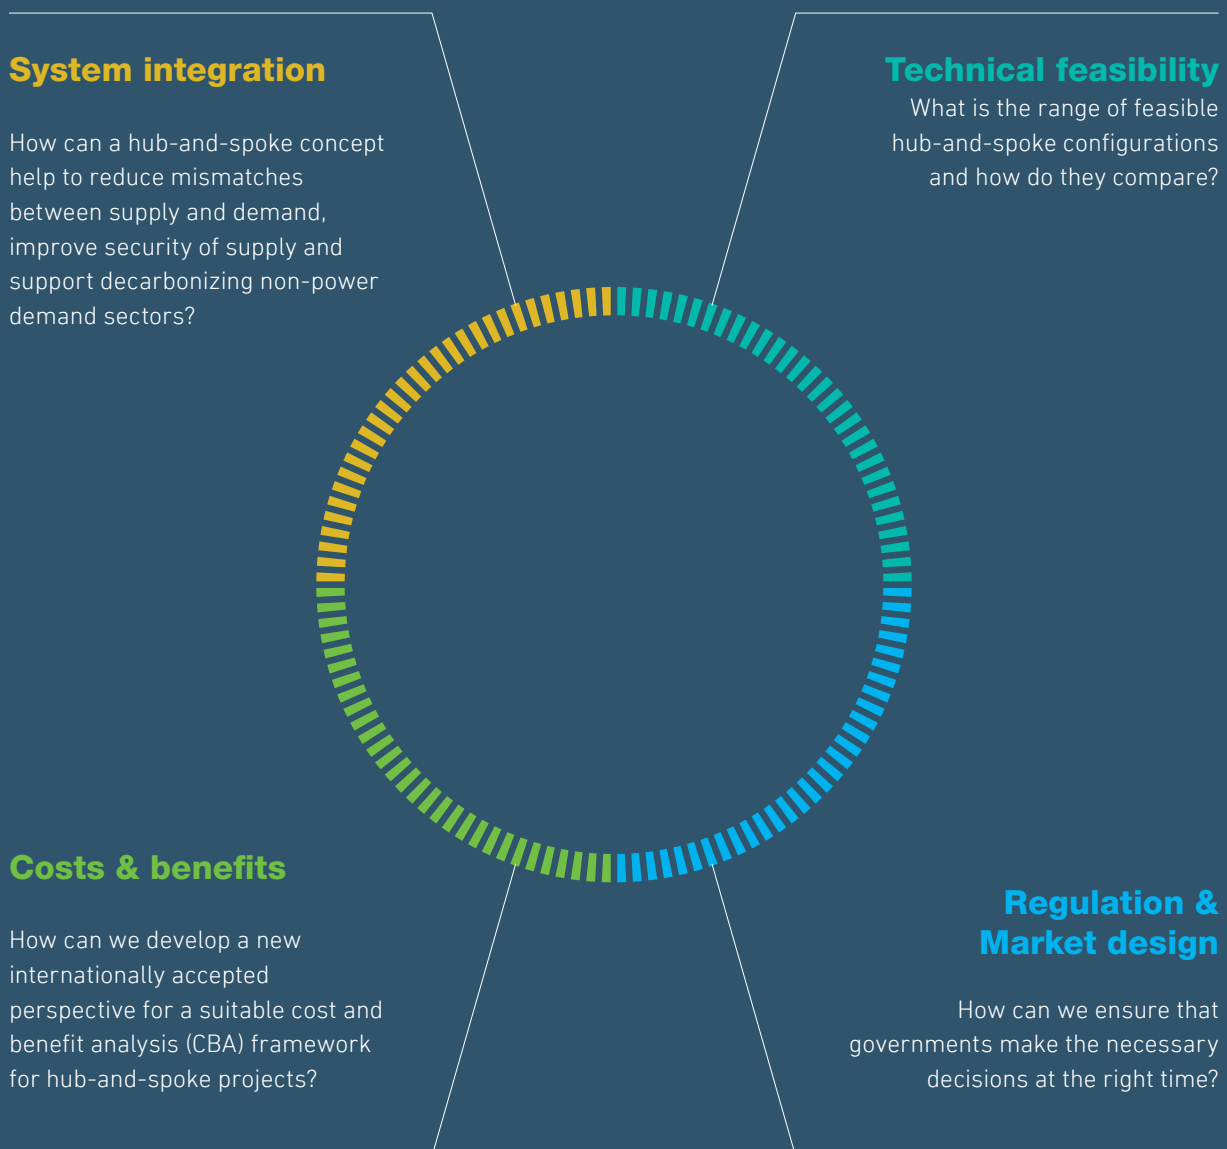 System integration
How can a hub-and-spoke concept
help to reduce mismatches
between supply and demand,
improve security of supply and
support decarbonizing non-power
demand sectors?
Technical feasibility
What is the range of feasible
hub-and-spoke configurations
and how do they compare?
Costs & benefits
How can we develop a new
internationally accepted
perspective for a suitable cost and
benefit analysis (CBA) framework
for hub-and-spoke projects?
Regulation &
Market design
How can we ensure that
governments make the necessary
decisions at the right time?